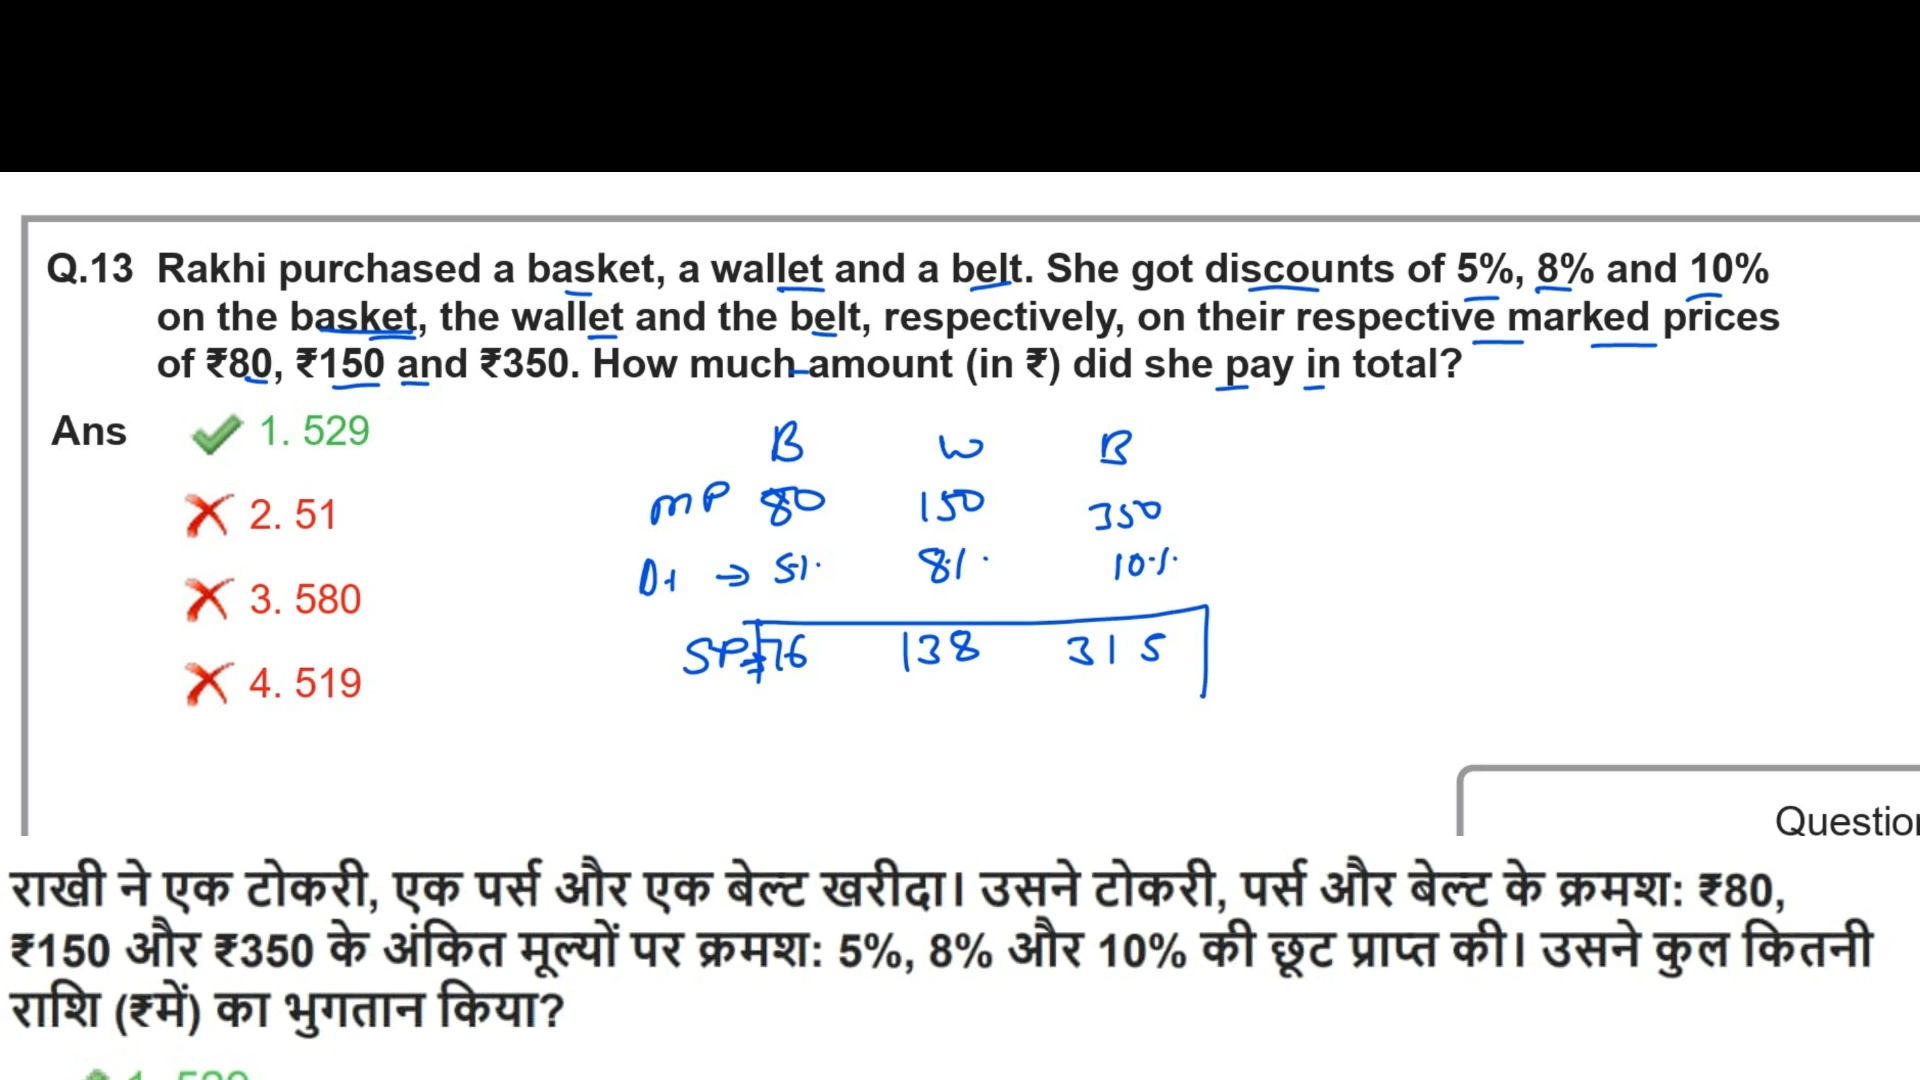 Q.13 Rakhi purchased a basket, a wallet and a belt. She got discounts of 5%, 8% and 10%
on the basket, the wallet and the belt, respectively, on their respective marked prices
of ₹80, ₹150 and ₹350. How much amount (in ₹) did she pay in total?
Ans 1. 529
2. 51
3. 580
4. 519
B W B
MP 80 150 350
D+ → 5% 8% 10%
SP= 76 138 315
Question
राखी ने एक टोकरी, एक पर्स और एक बेल्ट खरीदा। उसने टोकरी, पर्स और बेल्ट के क्रमश: ₹80,
₹150 और ₹350 के अंकित मूल्यों पर क्रमश: 5%, 8% और 10% की छूट प्राप्त की। उसने कुल कितनी
राशि (₹में) का भुगतान किया?
1. 529